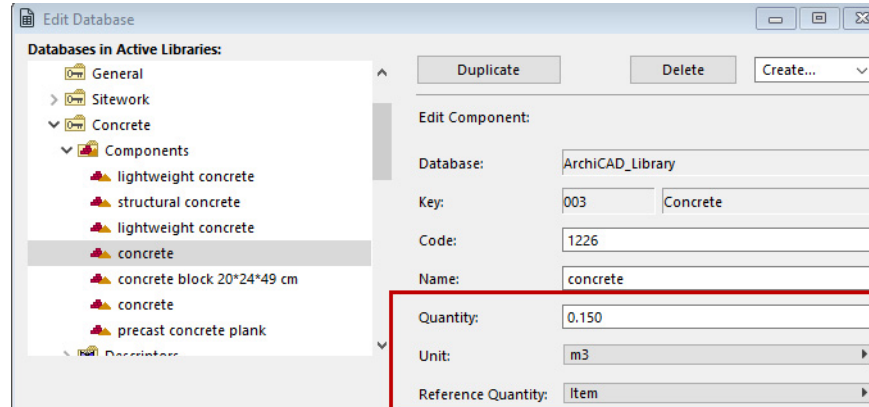 Edit Database
Databases in Active Libraries:
General
Sitework
Concrete
Components
lightweight concrete
structural concrete
lightweight concrete
concrete
concrete block 20*24*49 cm
concrete
precast concrete plank
Descriptors
Duplicate Delete Create...
Edit Component:
Database: ArchiCAD_Library
Key: 003 Concrete
Code: 1226
Name: concrete
Quantity: 0.150
Unit: m3
Reference Quantity: Item